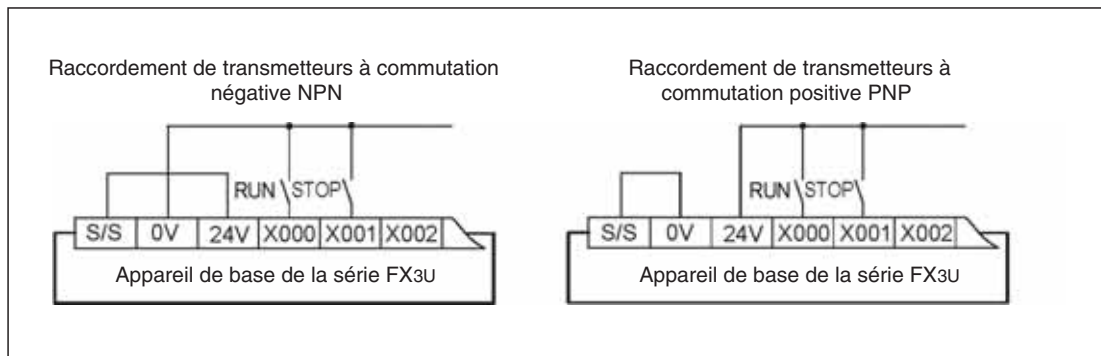 Raccordement de transmetteurs à commutation
négative NPN
RUN STOP
S/S 0V 24V X000 X001 X002
Appareil de base de la série FX3U
Raccordement de transmetteurs à
commutation positive PNP
RUN STOP
S/S 0V 24V X000 X001 X002
Appareil de base de la série FX3U